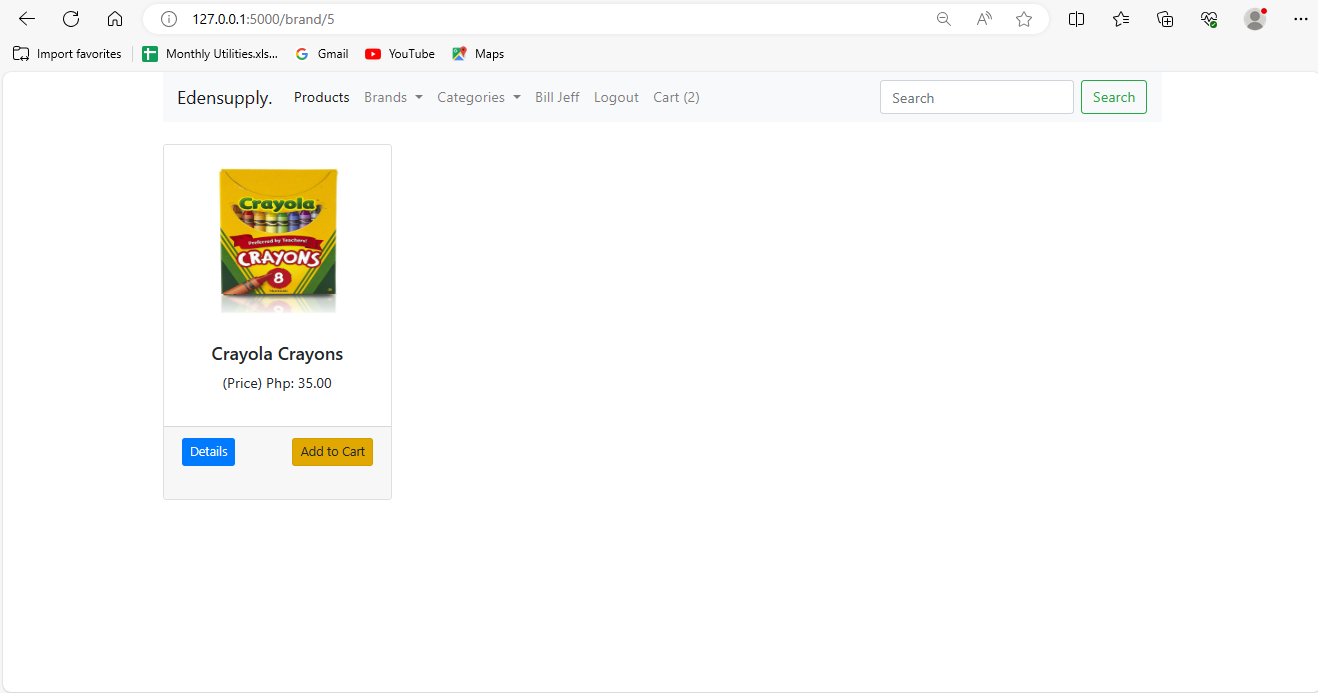 127.0.0.1:5000/brand/5
Import favorites Monthly Utilities.xls... Gmail YouTube Maps
Edensupply. Products Brands Categories Bill Jeff Logout Cart (2) Search Search
Crayola
Preferred by Teachers!
CRAYONS
8
Crayola Crayons
(Price) Php: 35.00
Details Add to Cart